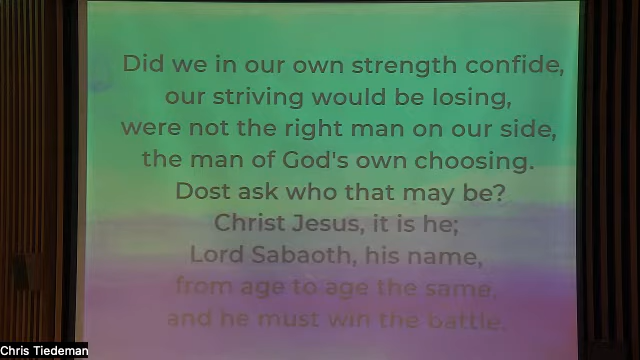 Did we in our own strength confide,
our striving would be losing,
were not the right man on our side,
the man of God's own choosing.
Dost ask who that may be?
Christ Jesus, it is he;
Lord Sabaoth, his name,
from age to age the same,
and he must win the battle.
Chris Tiedeman